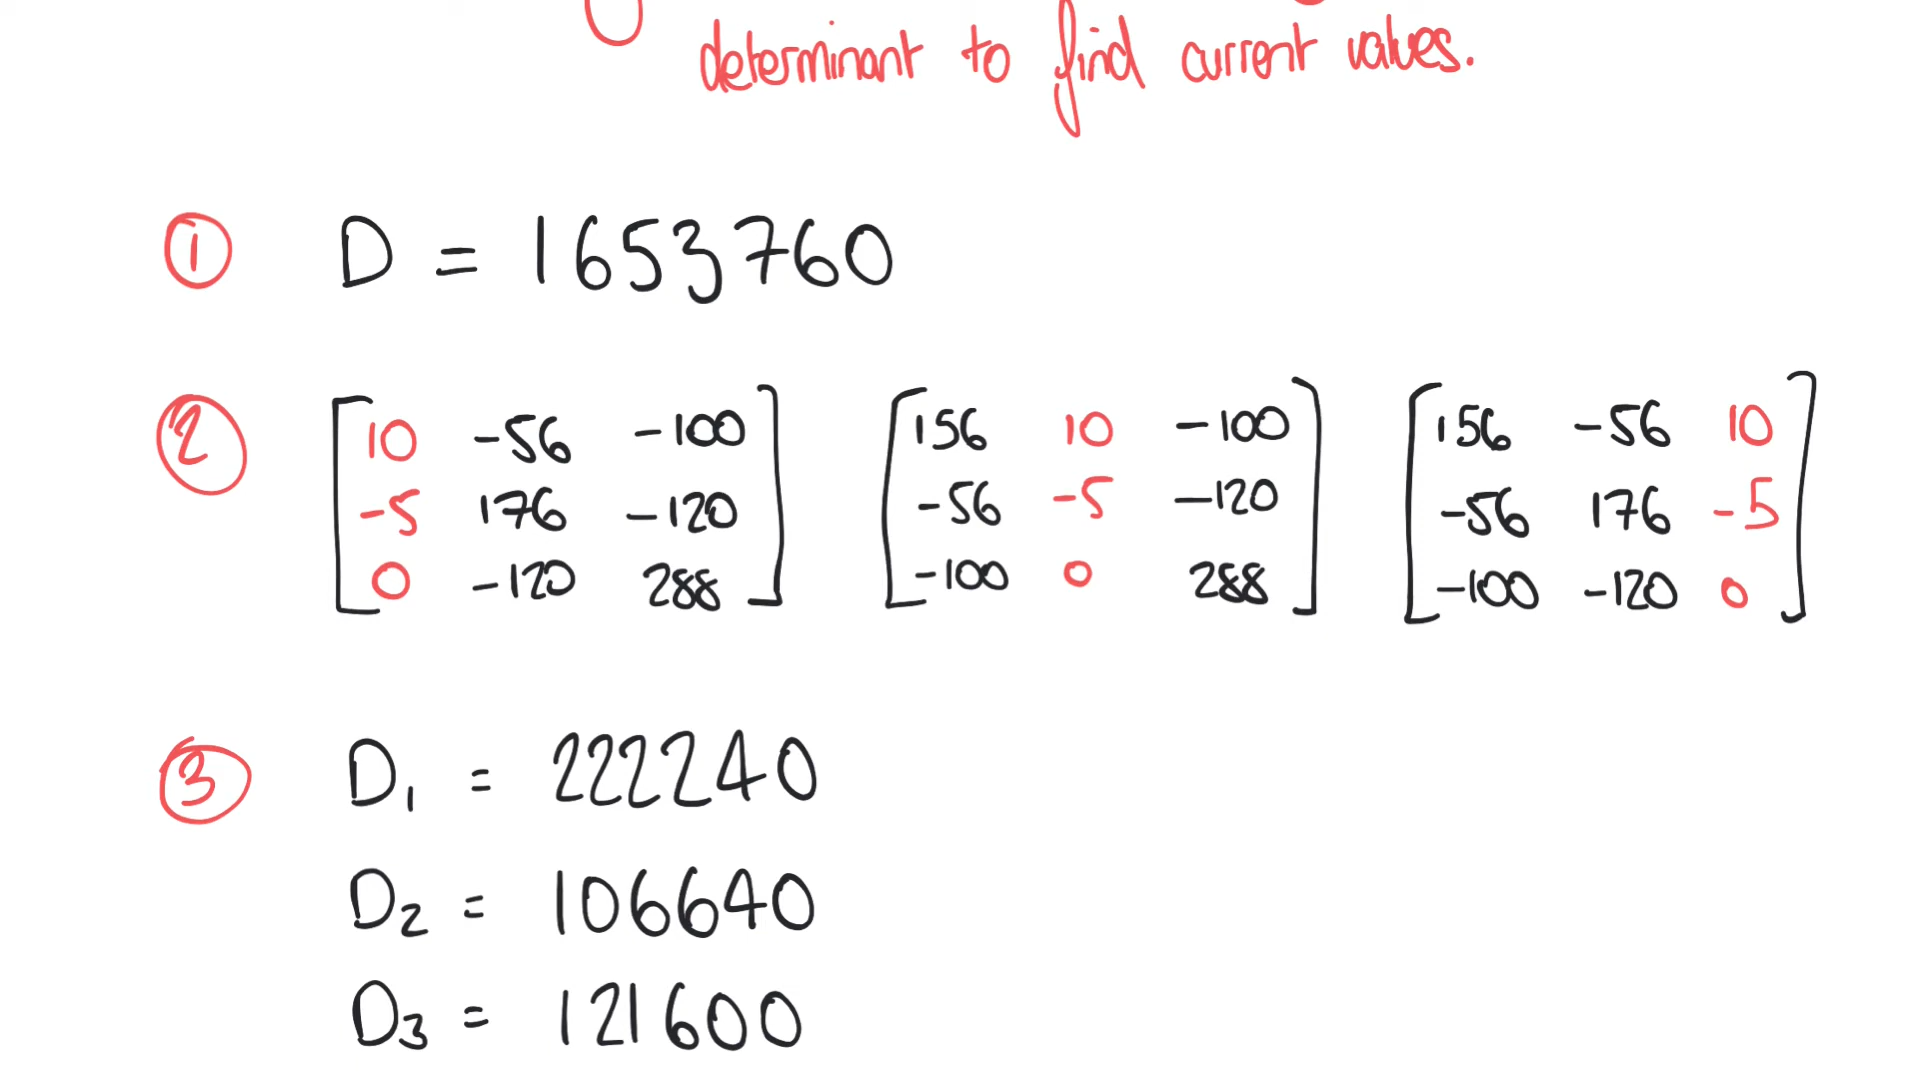 determinant to find current values.
① D = 1653760
② [10 -56 -100] [156 10 -100] [156 -56 10]
[-5 176 -120] [-56 -5 -120] [-56 176 -5]
[0 -120 288] [-100 0 288] [-100 -120 0]
③ D₁ = 222240
D₂ = 106640
D₃ = 121600